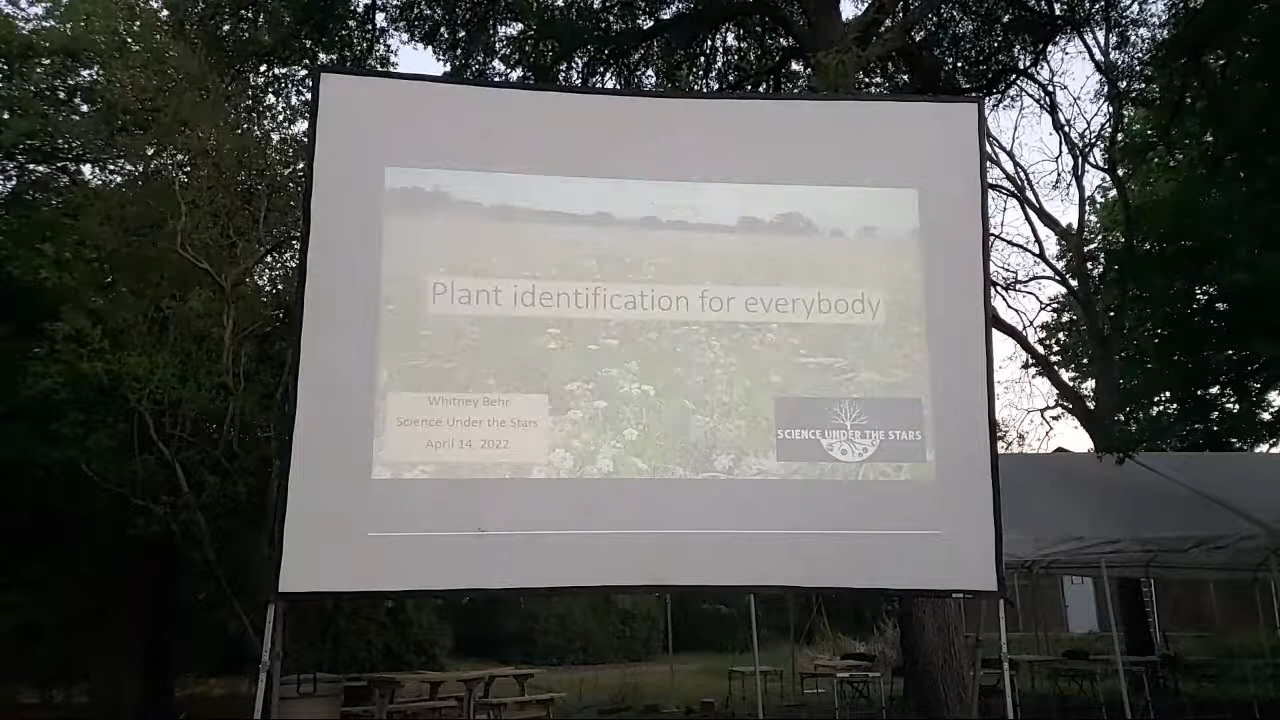 Plant identification for everybody
Whitney Behr
Science Under the Stars
April 14, 2022
SCIENCE UNDER THE STARS